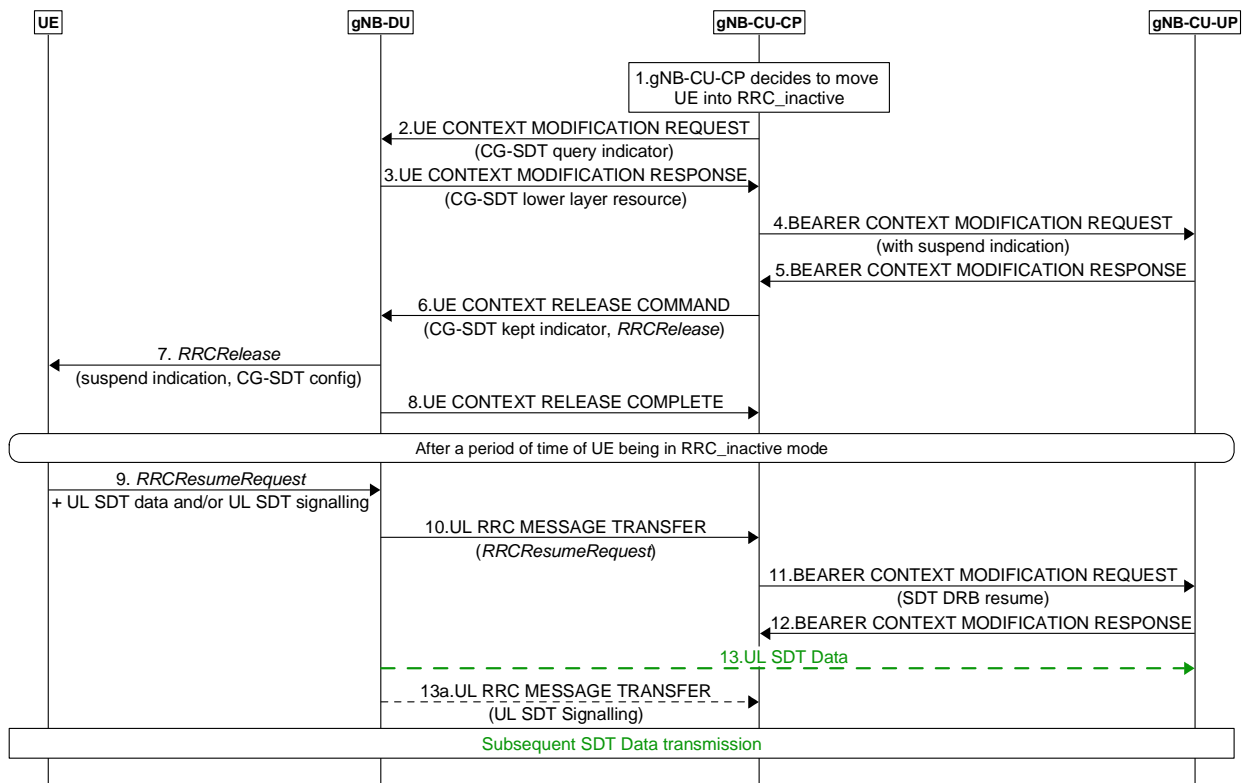 UE
gNB-DU
gNB-CU-CP
gNB-CU-UP
1.gNB-CU-CP decides to move
UE into RRC_inactive
2.UE CONTEXT MODIFICATION REQUEST
(CG-SDT query indicator)
3.UE CONTEXT MODIFICATION RESPONSE
(CG-SDT lower layer resource)
4.BEARER CONTEXT MODIFICATION REQUEST
(with suspend indication)
5.BEARER CONTEXT MODIFICATION RESPONSE
6.UE CONTEXT RELEASE COMMAND
(CG-SDT kept indicator, RRCRelease)
7. RRCRelease
(suspend indication, CG-SDT config)
8.UE CONTEXT RELEASE COMPLETE
After a period of time of UE being in RRC_inactive mode
9. RRCResumeRequest
+ UL SDT data and/or UL SDT signalling
10.UL RRC MESSAGE TRANSFER
(RRCResumeRequest)
11.BEARER CONTEXT MODIFICATION REQUEST
(SDT DRB resume)
12.BEARER CONTEXT MODIFICATION RESPONSE
13.UL SDT Data
13a.UL RRC MESSAGE TRANSFER
(UL SDT Signalling)
Subsequent SDT Data transmission